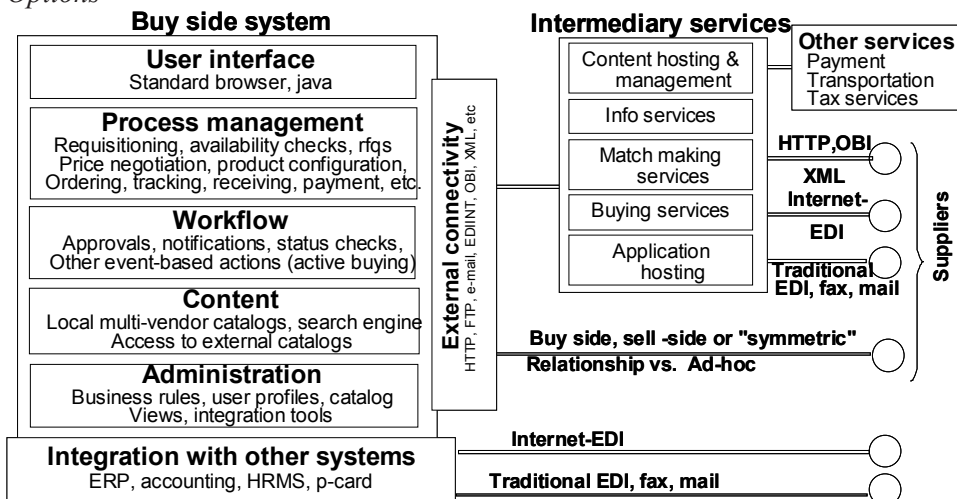 Options
Buy side system
User interface
Standard browser, java
Process management
Requisitioning, availability checks, rfqs
Price negotiation, product configuration,
Ordering, tracking, receiving, payment, etc.
Workflow
Approvals, notifications, status checks,
Other event-based actions (active buying)
Content
Local multi-vendor catalogs, search engine
Access to external catalogs
Administration
Business rules, user profiles, catalog
Views, integration tools
Integration with other systems
ERP, accounting, HRMS, p-card
External connectivity
HTTP, FTP, e-mail, EDIINT, OBI, XML, etc
Intermediary services
Content hosting &
management
Info services
Match making
services
Buying services
Application
hosting
Other services
Payment
Transportation
Tax services
HTTP,OBI
XML
Internet-
EDI
Traditional
EDI, fax, mail
Suppliers
Buy side, sell -side or "symmetric"
Relationship vs. Ad-hoc
Internet-EDI
Traditional EDI, fax, mail